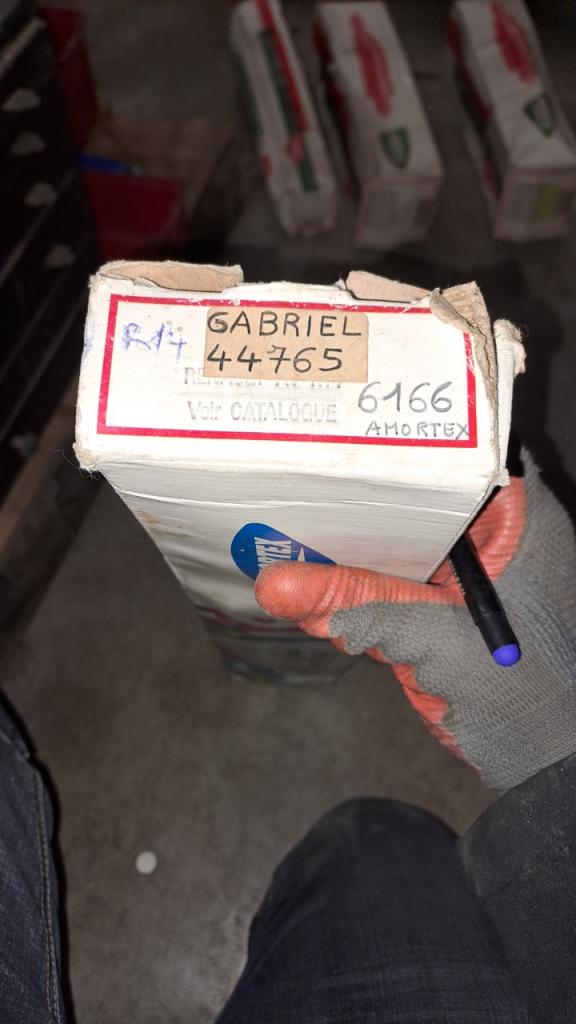 R14
GABRIEL
44765
Voir CATALOGUE
6166
AMORTEX